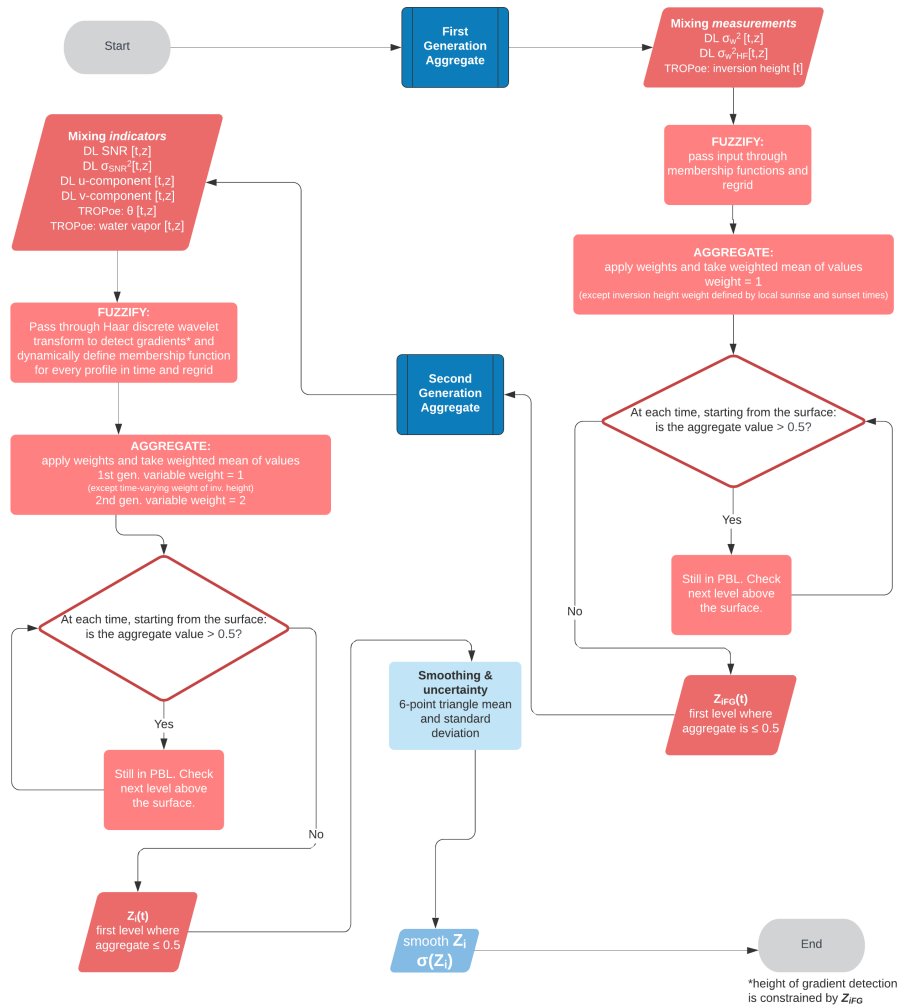 Start
First
Generation
Aggregate
Mixing measurements
DL σw² [t,z]
DL σw²HF[t,z]
TROPoe: inversion height [t]
FUZZIFY:
pass input through
membership functions and
regrid
AGGREGATE:
apply weights and take weighted mean of values
weight = 1
(except inversion height weight defined by local sunrise and sunset times)
At each time, starting from the surface:
is the aggregate value > 0.5?
Yes
Still in PBL. Check
next level above
the surface.
No
ZiFG(t)
first level where
aggregate is ≤ 0.5
Second
Generation
Aggregate
Mixing indicators
DL SNR [t,z]
DL σSNR²[t,z]
DL u-component [t,z]
DL v-component [t,z]
TROPoe: θ [t,z]
TROPoe: water vapor [t,z]
FUZZIFY:
Pass through Haar discrete wavelet
transform to detect gradients* and
dynamically define membership function
for every profile in time and regrid
AGGREGATE:
apply weights and take weighted mean of values
1st gen. variable weight = 1
(except time-varying weight of inv. height)
2nd gen. variable weight = 2
At each time, starting from the surface:
is the aggregate value > 0.5?
Yes
Still in PBL. Check
next level above
the surface.
No
Zi(t)
first level where
aggregate ≤ 0.5
Smoothing &
uncertainty
6-point triangle mean
and standard
deviation
smooth Zi
σ(Zi)
End
*height of gradient detection
is constrained by ZiFG